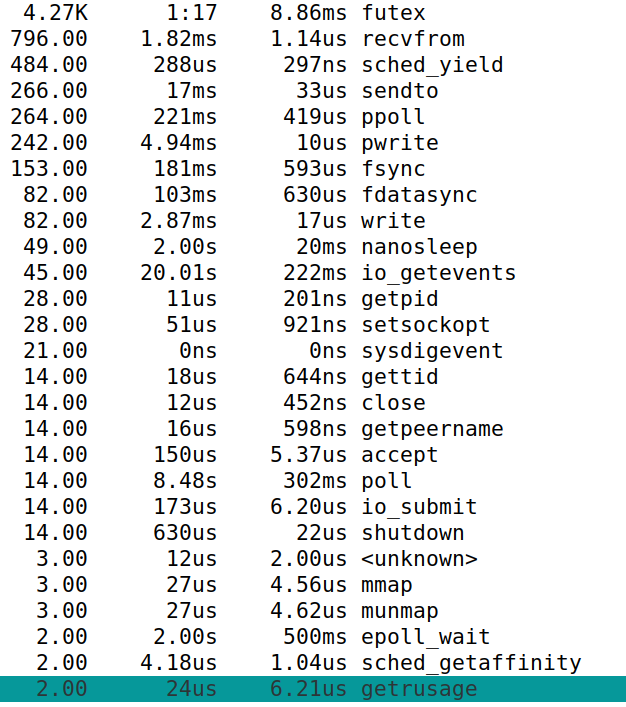 4.27K 1:17 8.86ms futex
796.00 1.82ms 1.14us recvfrom
484.00 288us 297ns sched_yield
266.00 17ms 33us sendto
264.00 221ms 419us ppoll
242.00 4.94ms 10us pwrite
153.00 181ms 593us fsync
82.00 103ms 630us fdatasync
82.00 2.87ms 17us write
49.00 2.00s 20ms nanosleep
45.00 20.01s 222ms io_getevents
28.00 11us 201ns getpid
28.00 51us 921ns setsockopt
21.00 0ns 0ns sysdigevent
14.00 18us 644ns gettid
14.00 12us 452ns close
14.00 16us 598ns getpeername
14.00 150us 5.37us accept
14.00 8.48s 302ms poll
14.00 173us 6.20us io_submit
14.00 630us 22us shutdown
3.00 12us 2.00us <unknown>
3.00 27us 4.56us mmap
3.00 27us 4.62us munmap
2.00 2.00s 500ms epoll_wait
2.00 4.18us 1.04us sched_getaffinity
2.00 24us 6.21us getrusage